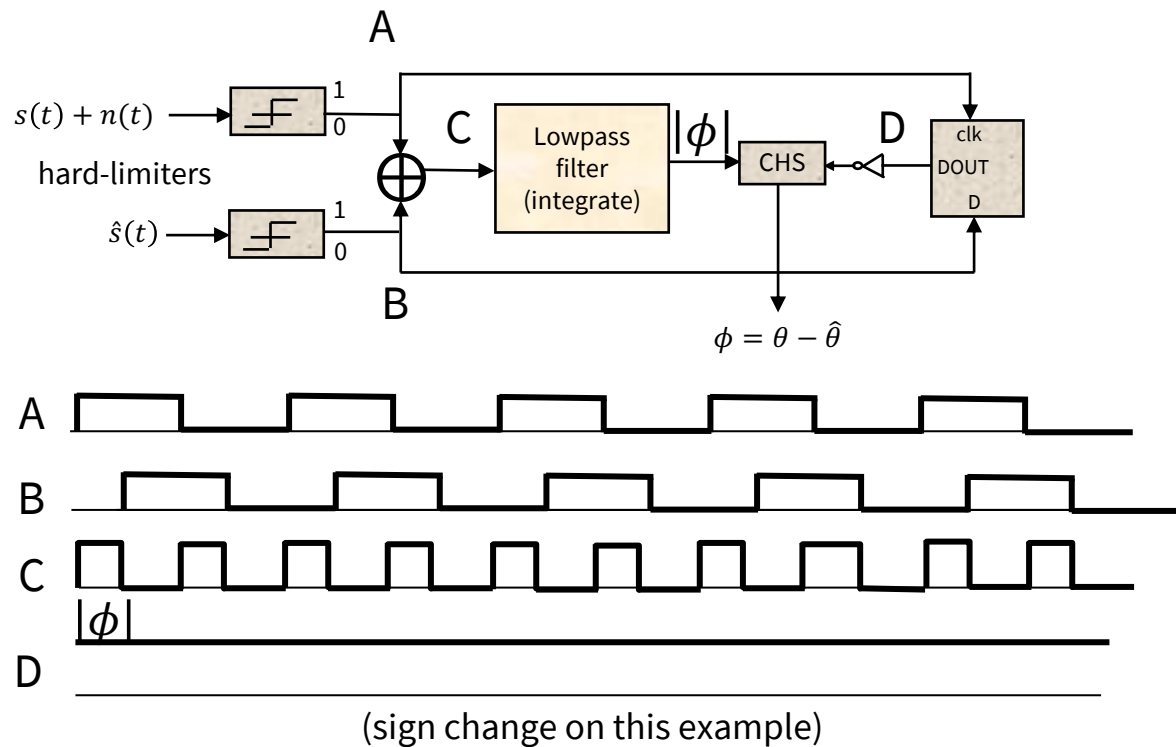 A
s(t) + n(t)
1
0
hard-limiters
ŝ(t)
1
0
B
C
Lowpass
filter
(integrate)
|ϕ|
CHS
D
clk
DOUT
D
ϕ = θ − θ̂
A
B
C
|ϕ|
D
(sign change on this example)